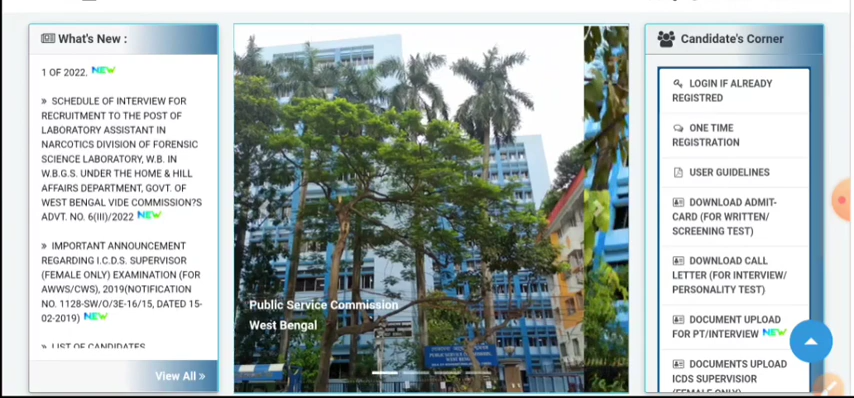 What's New :
1 OF 2022. NEW
» SCHEDULE OF INTERVIEW FOR
RECRUITMENT TO THE POST OF
LABORATORY ASSISTANT IN
NARCOTICS DIVISION OF FORENSIC
SCIENCE LABORATORY, W.B. IN
W.B.G.S. UNDER THE HOME & HILL
AFFAIRS DEPARTMENT, GOVT. OF
WEST BENGAL VIDE COMMISSION?S
ADVT. NO. 6(III)/2022 NEW
» IMPORTANT ANNOUNCEMENT
REGARDING I.C.D.S. SUPERVISOR
(FEMALE ONLY) EXAMINATION (FOR
AWWS/CWS), 2019(NOTIFICATION
NO. 1128-SW/O/3E-16/15, DATED 15-
02-2019) NEW
» LIST OF CANDIDATES
View All »
Public Service Commission
West Bengal
Candidate's Corner
LOGIN IF ALREADY
REGISTRED
ONE TIME
REGISTRATION
USER GUIDELINES
DOWNLOAD ADMIT-
CARD (FOR WRITTEN/
SCREENING TEST)
DOWNLOAD CALL
LETTER (FOR INTERVIEW/
PERSONALITY TEST)
DOCUMENT UPLOAD
FOR PT/INTERVIEW NEW
DOCUMENTS UPLOAD
ICDS SUPERVISIOR
(FEMALE ONLY)